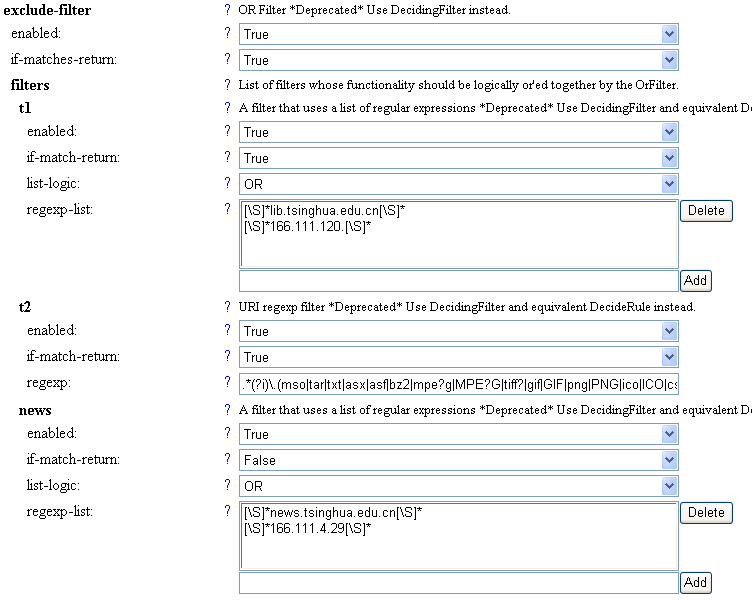 exclude-filter ? OR Filter *Deprecated* Use DecidingFilter instead.
enabled: ? True
if-matches-return: ? True
filters ? List of filters whose functionality should be logically or'ed together by the OrFilter.
t1 ? A filter that uses a list of regular expressions *Deprecated* Use DecidingFilter and equivalent De
enabled: ? True
if-match-return: ? True
list-logic: ? OR
regexp-list: ? [\S]*lib.tsinghua.edu.cn[\S]* Delete
[\S]*166.111.120.[\S]*
Add
t2 ? URI regexp filter *Deprecated* Use DecidingFilter and equivalent DecideRule instead.
enabled: ? True
if-match-return: ? True
regexp: ? .*(?i)\.(mso|tar|txt|asx|asf|bz2|mpe?g|MPE?G|tiff?|gif|GIF|png|PNG|ico|ICO|cs
news ? A filter that uses a list of regular expressions *Deprecated* Use DecidingFilter and equivalent De
enabled: ? True
if-match-return: ? False
list-logic: ? OR
regexp-list: ? [\S]*news.tsinghua.edu.cn[\S]* Delete
[\S]*166.111.4.29[\S]*
Add